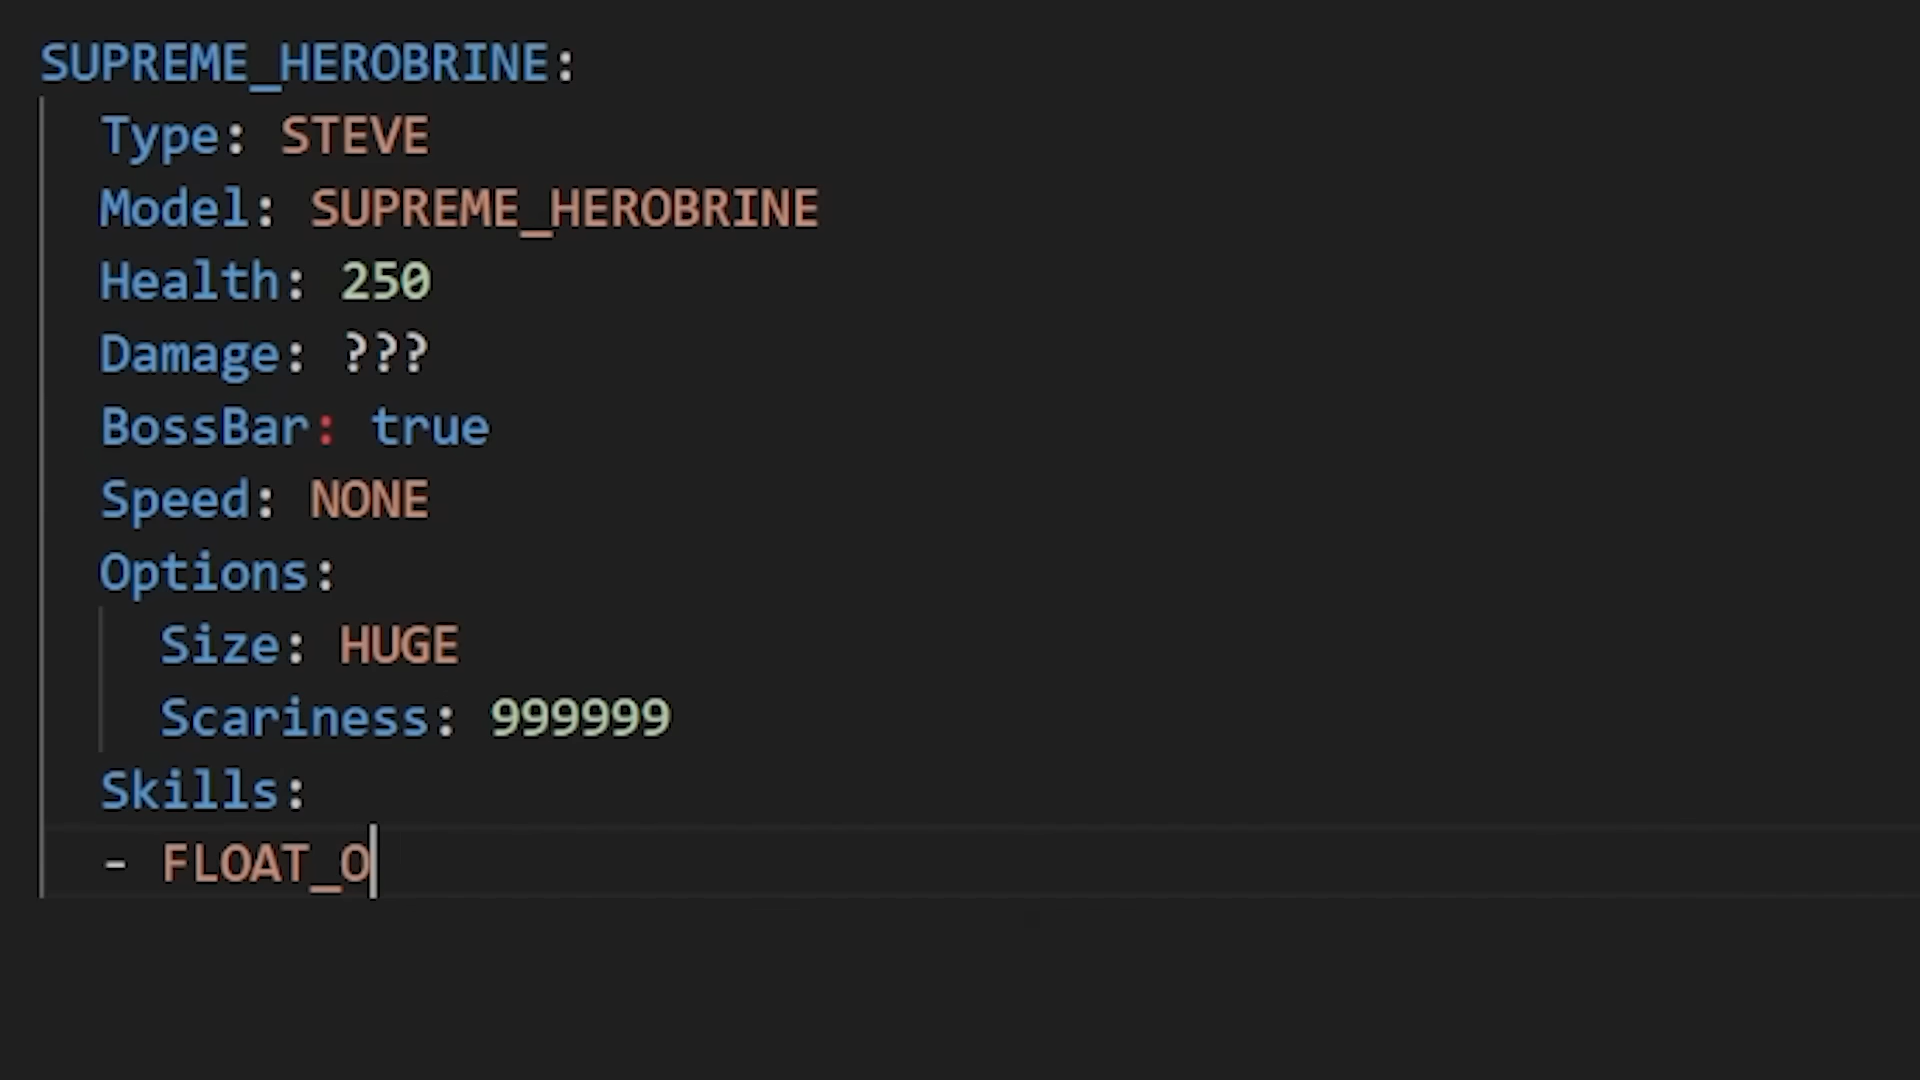 SUPREME_HEROBRINE:
Type: STEVE
Model: SUPREME_HEROBRINE
Health: 250
Damage: ???
BossBar: true
Speed: NONE
Options:
Size: HUGE
Scariness: 999999
Skills:
- FLOAT_O